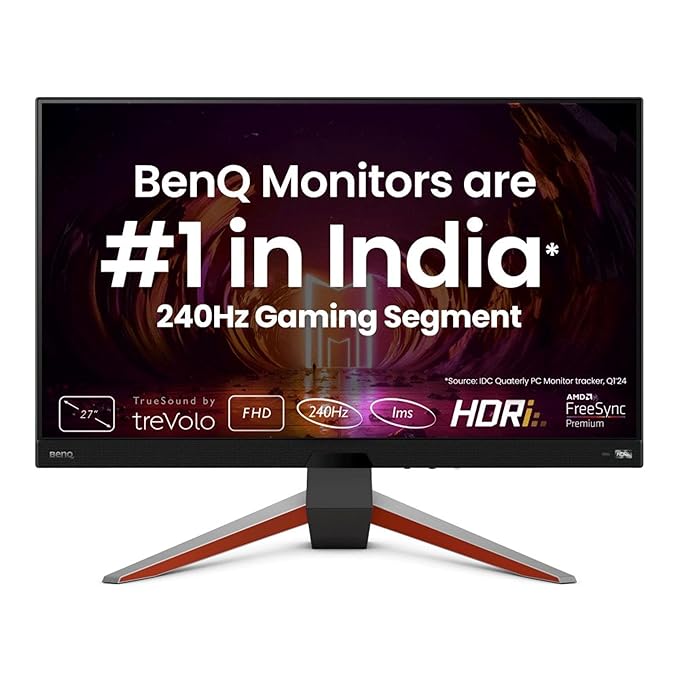 BenQ Monitors are
#1 in India*
240Hz Gaming Segment
*Source: IDC Quaterly PC Monitor tracker, Q1'24
27"
TrueSound by
treVolo
FHD
240Hz
1ms
HDRi
AMD
FreeSync
Premium
BenQ